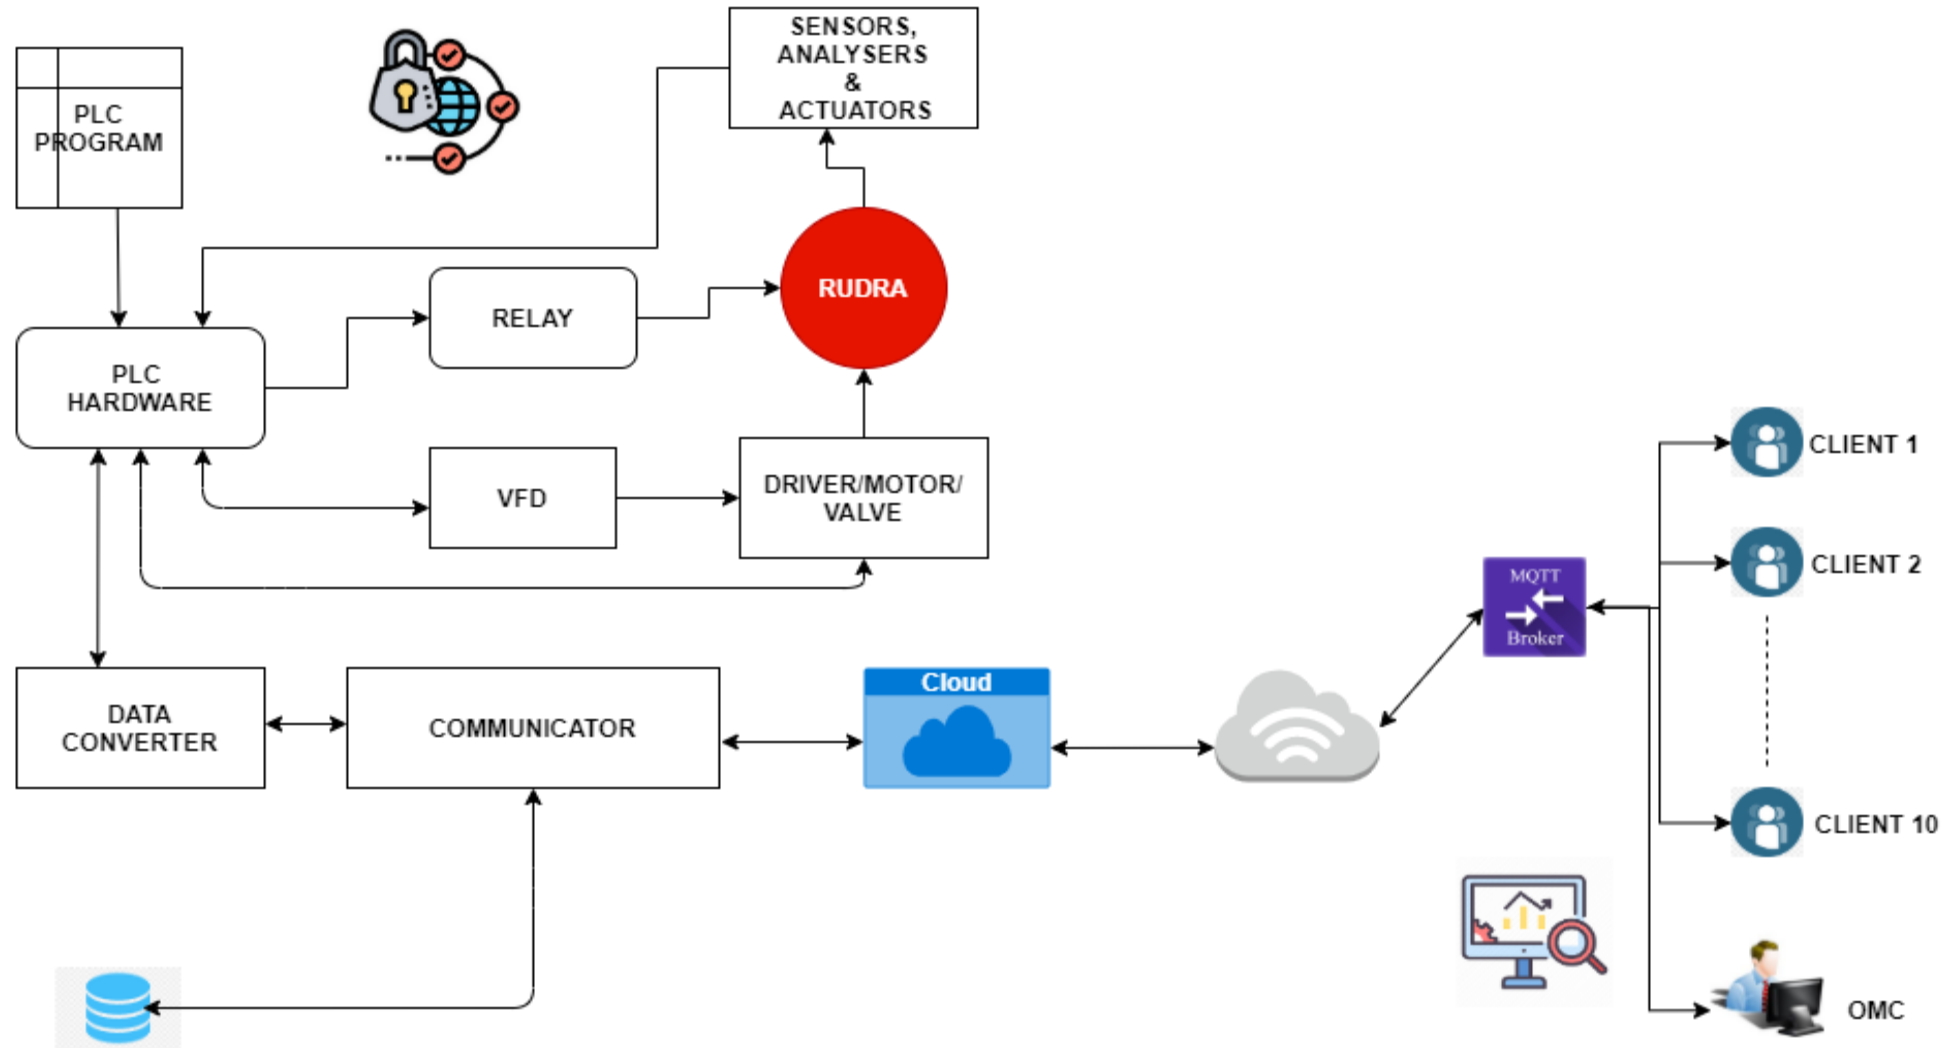 SENSORS,
ANALYSERS
&
ACTUATORS
PLC
PROGRAM
RUDRA
RELAY
PLC
HARDWARE
VFD
DRIVER/MOTOR/
VALVE
CLIENT 1
CLIENT 2
MQTT
Broker
Cloud
DATA
CONVERTER
COMMUNICATOR
CLIENT 10
OMC